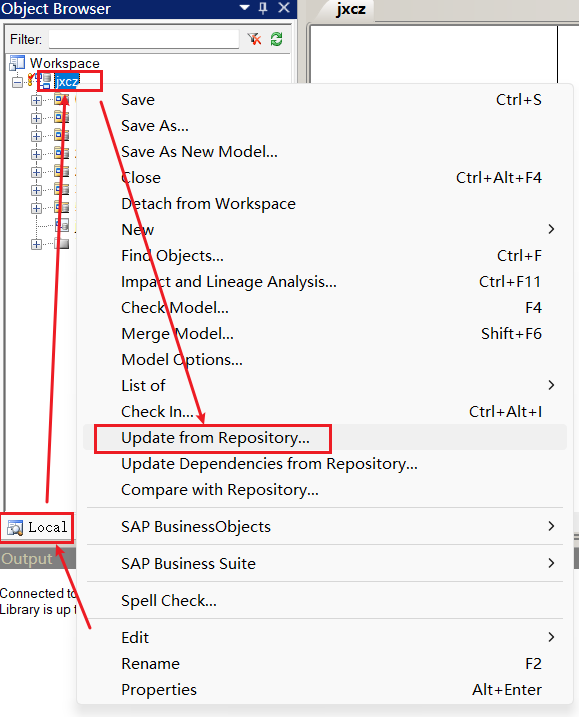 Object Browser
jxcz
Filter:
Workspace
jxcz
Save Ctrl+S
Save As...
Save As New Model...
Close Ctrl+Alt+F4
Detach from Workspace
New
Find Objects... Ctrl+F
Impact and Lineage Analysis... Ctrl+F11
Check Model... F4
Merge Model... Shift+F6
Model Options...
List of
Check In... Ctrl+Alt+I
Update from Repository...
Update Dependencies from Repository...
Compare with Repository...
Local
SAP BusinessObjects
Output
SAP Business Suite
Connected to
Library is up
Spell Check...
Edit
Rename F2
Properties Alt+Enter